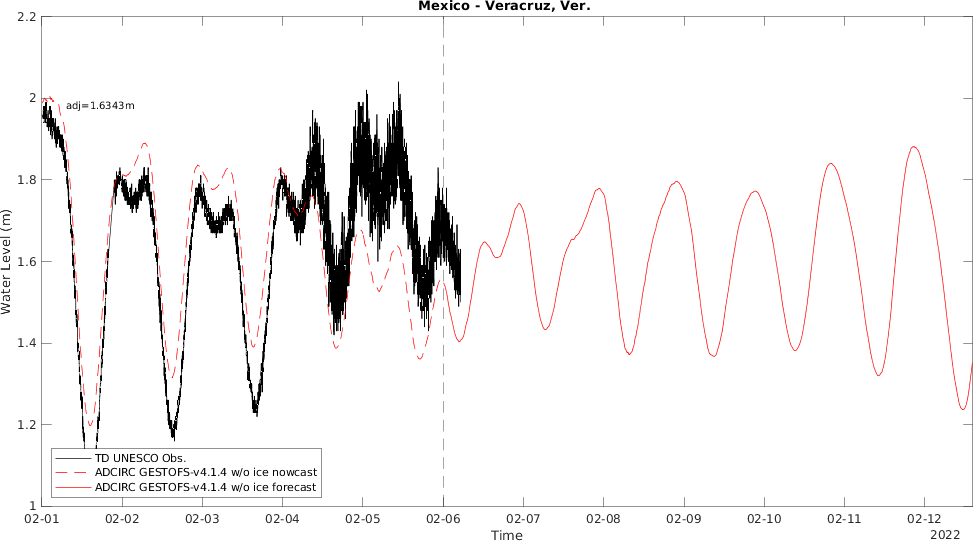 Mexico - Veracruz, Ver.
2.2
2
1.8
1.6
1.4
1.2
1
Water Level (m)
adj=1.6343m
TD UNESCO Obs.
ADCIRC GESTOFS-v4.1.4 w/o ice nowcast
ADCIRC GESTOFS-v4.1.4 w/o ice forecast
02-01 02-02 02-03 02-04 02-05 02-06 02-07 02-08 02-09 02-10 02-11 02-12
Time
2022